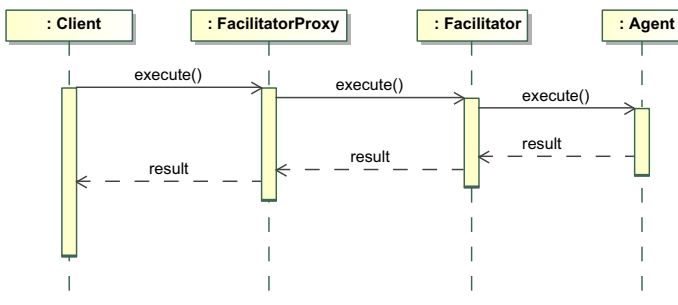 : Client
: FacilitatorProxy
: Facilitator
: Agent
execute()
execute()
execute()
result
result
result